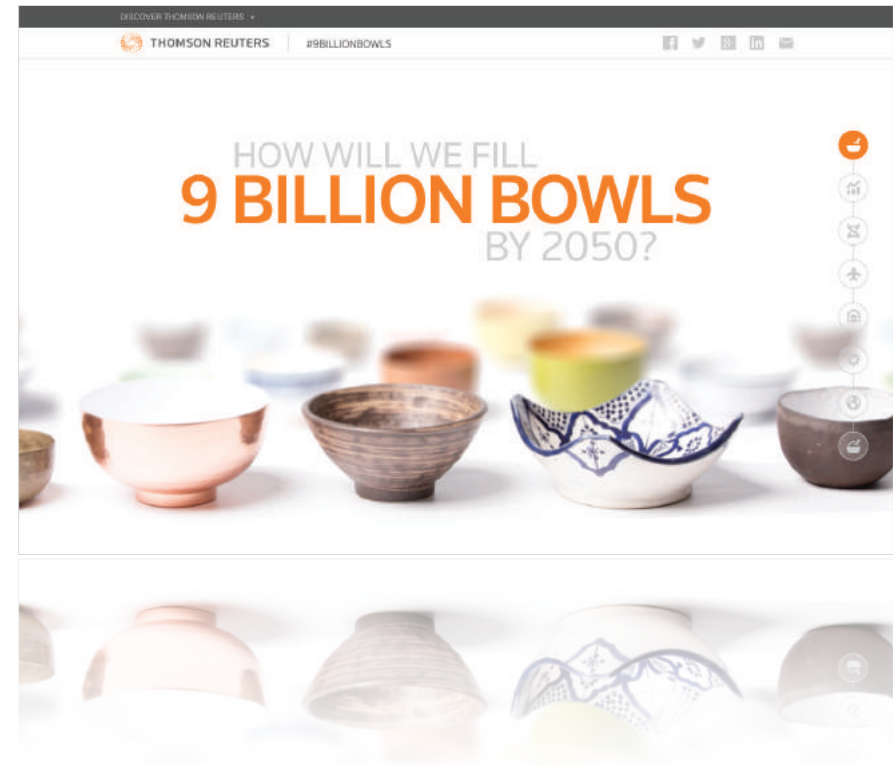 DISCOVER THOMSON REUTERS
THOMSON REUTERS
#9BILLIONBOWLS
HOW WILL WE FILL
9 BILLION BOWLS
BY 2050?